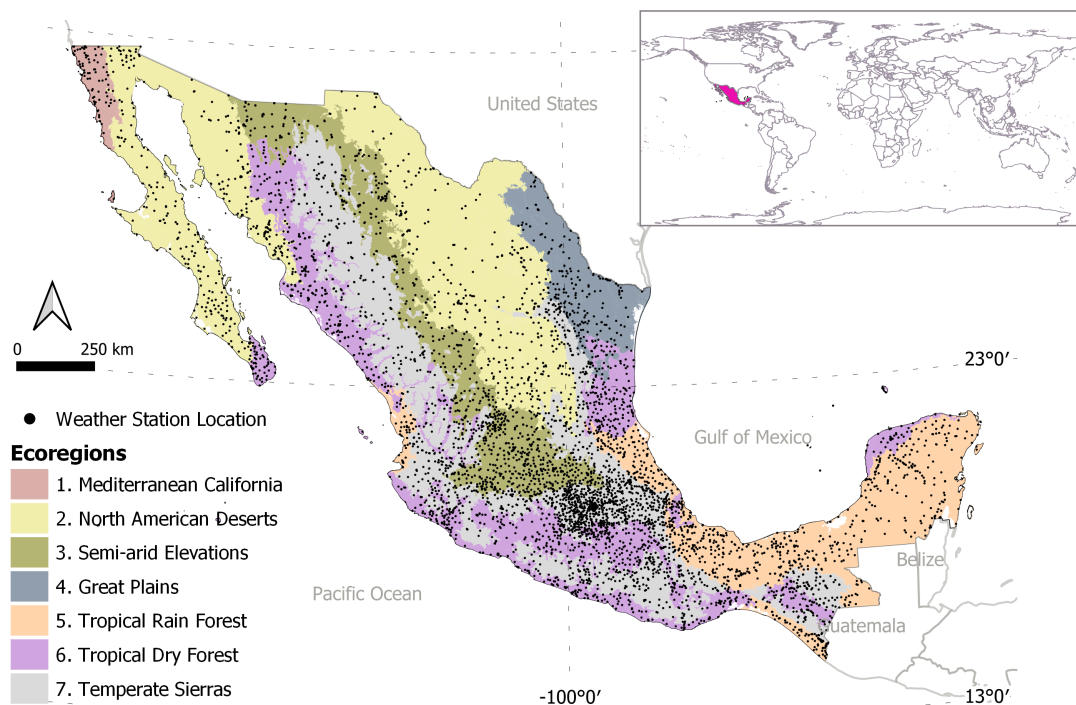 United States
0 250 km
23°0′
Weather Station Location
Gulf of Mexico
Ecoregions
1. Mediterranean California
2. North American Deserts
3. Semi-arid Elevations
4. Great Plains
5. Tropical Rain Forest
6. Tropical Dry Forest
7. Temperate Sierras
Belize
Pacific Ocean
Guatemala
-100°0′
13°0′